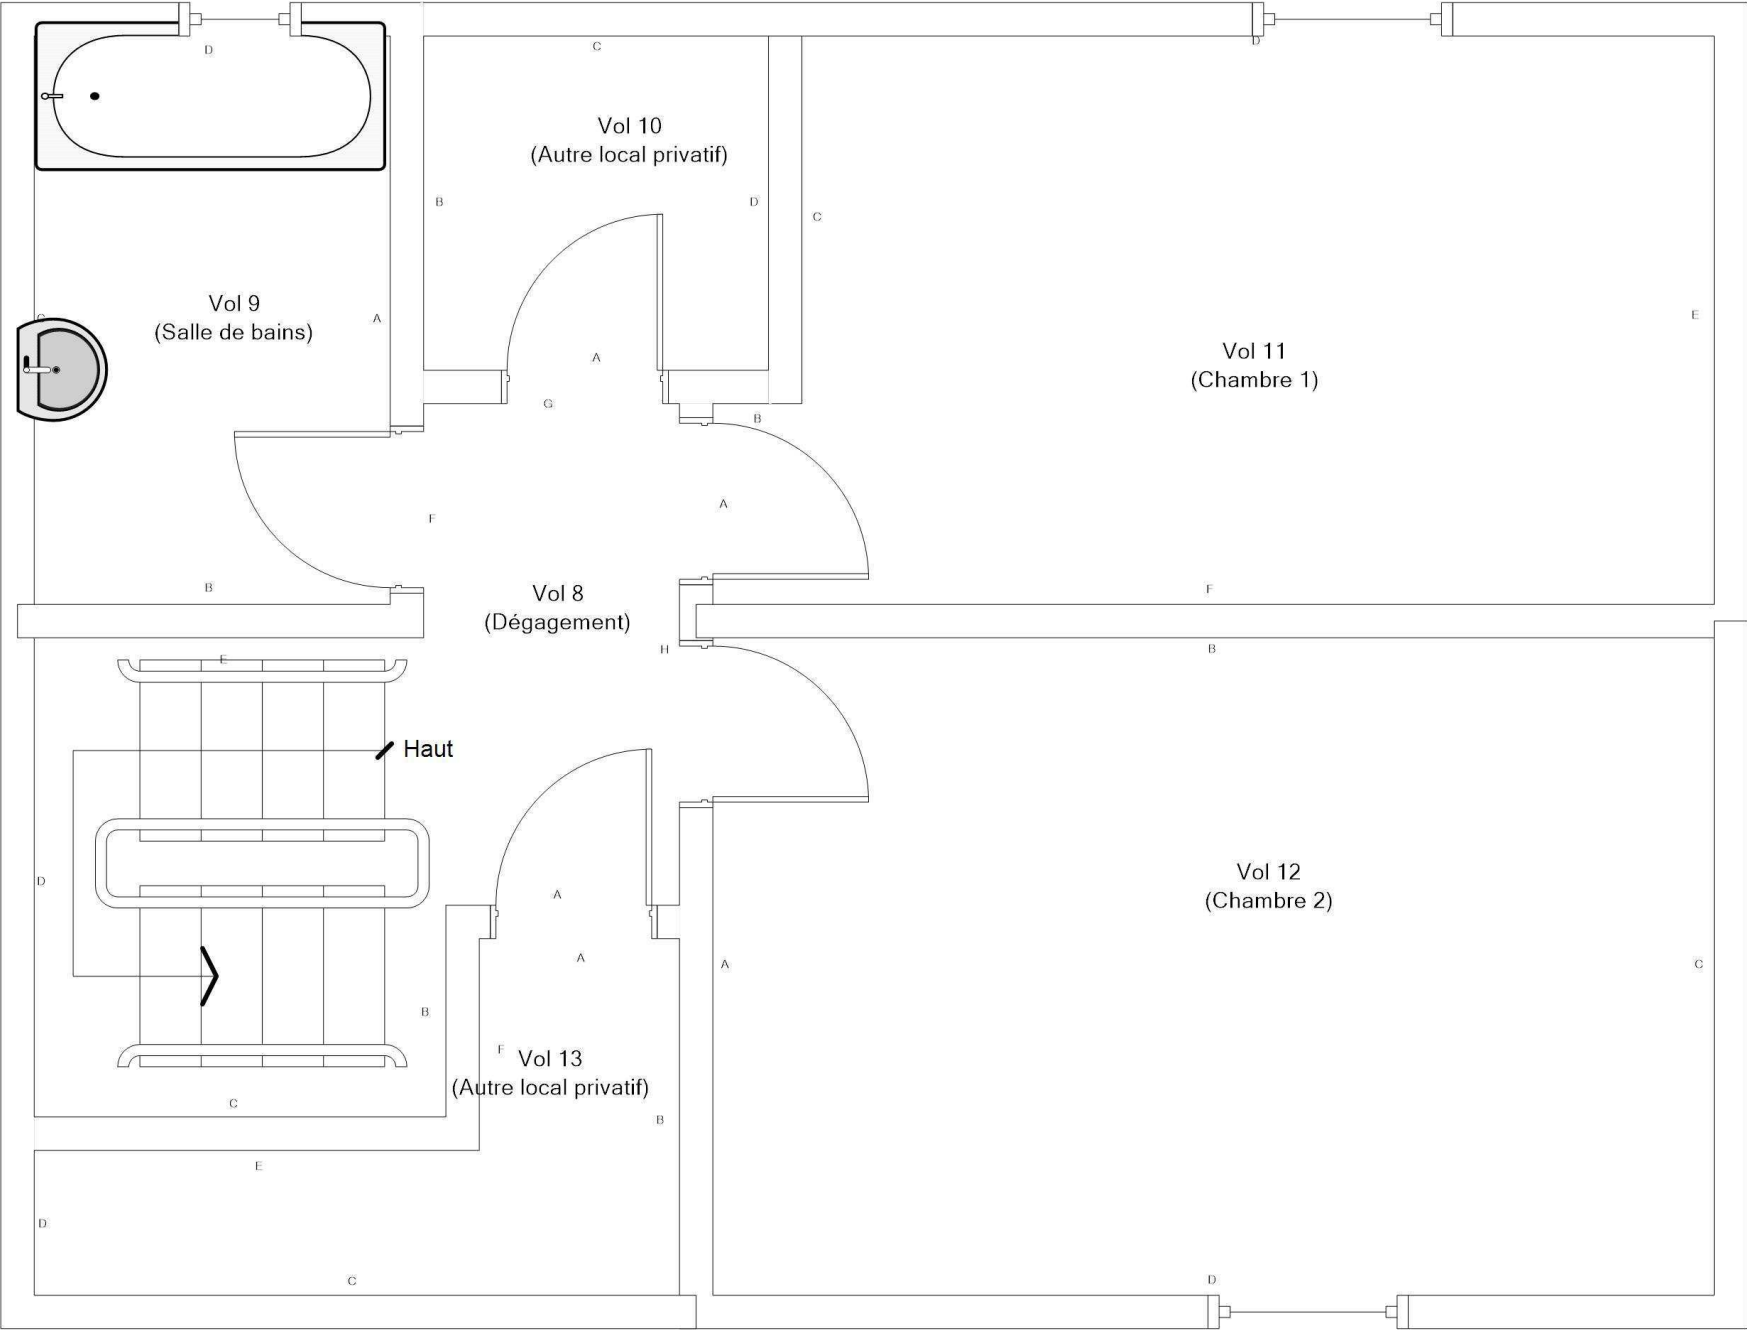 D
C
D
Vol 10
(Autre local privatif)
B
D
C
Vol 9
(Salle de bains)
C
A
E
Vol 11
(Chambre 1)
A
G
B
A
F
B
Vol 8
(Dégagement)
F
H
B
E
Haut
D
A
Vol 12
(Chambre 2)
A
A
C
B
F
Vol 13
(Autre local privatif)
C
B
E
D
C
D